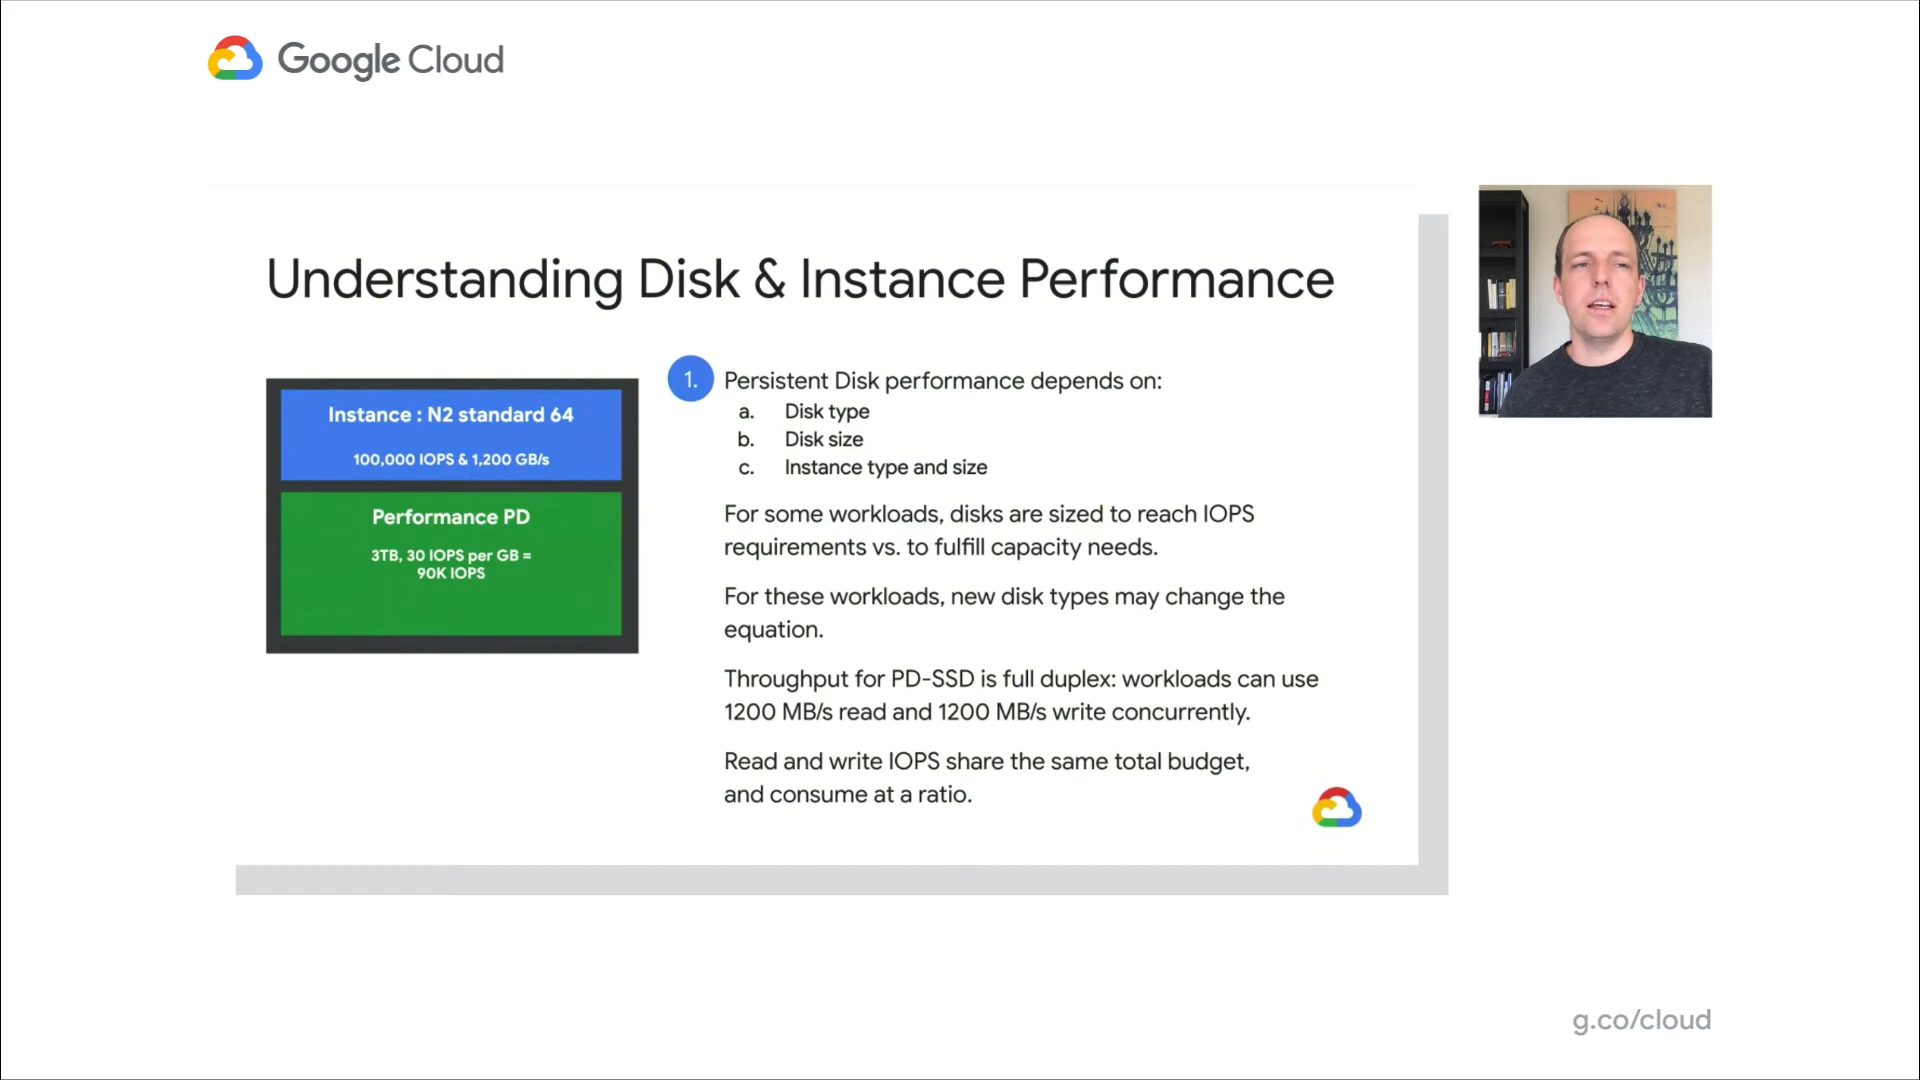 Google Cloud
Understanding Disk & Instance Performance
Instance : N2 standard 64
100,000 IOPS & 1,200 GB/s
Performance PD
3TB, 30 IOPS per GB =
90K IOPS
1. Persistent Disk performance depends on:
a. Disk type
b. Disk size
c. Instance type and size
For some workloads, disks are sized to reach IOPS
requirements vs. to fulfill capacity needs.
For these workloads, new disk types may change the
equation.
Throughput for PD-SSD is full duplex: workloads can use
1200 MB/s read and 1200 MB/s write concurrently.
Read and write IOPS share the same total budget,
and consume at a ratio.
g.co/cloud